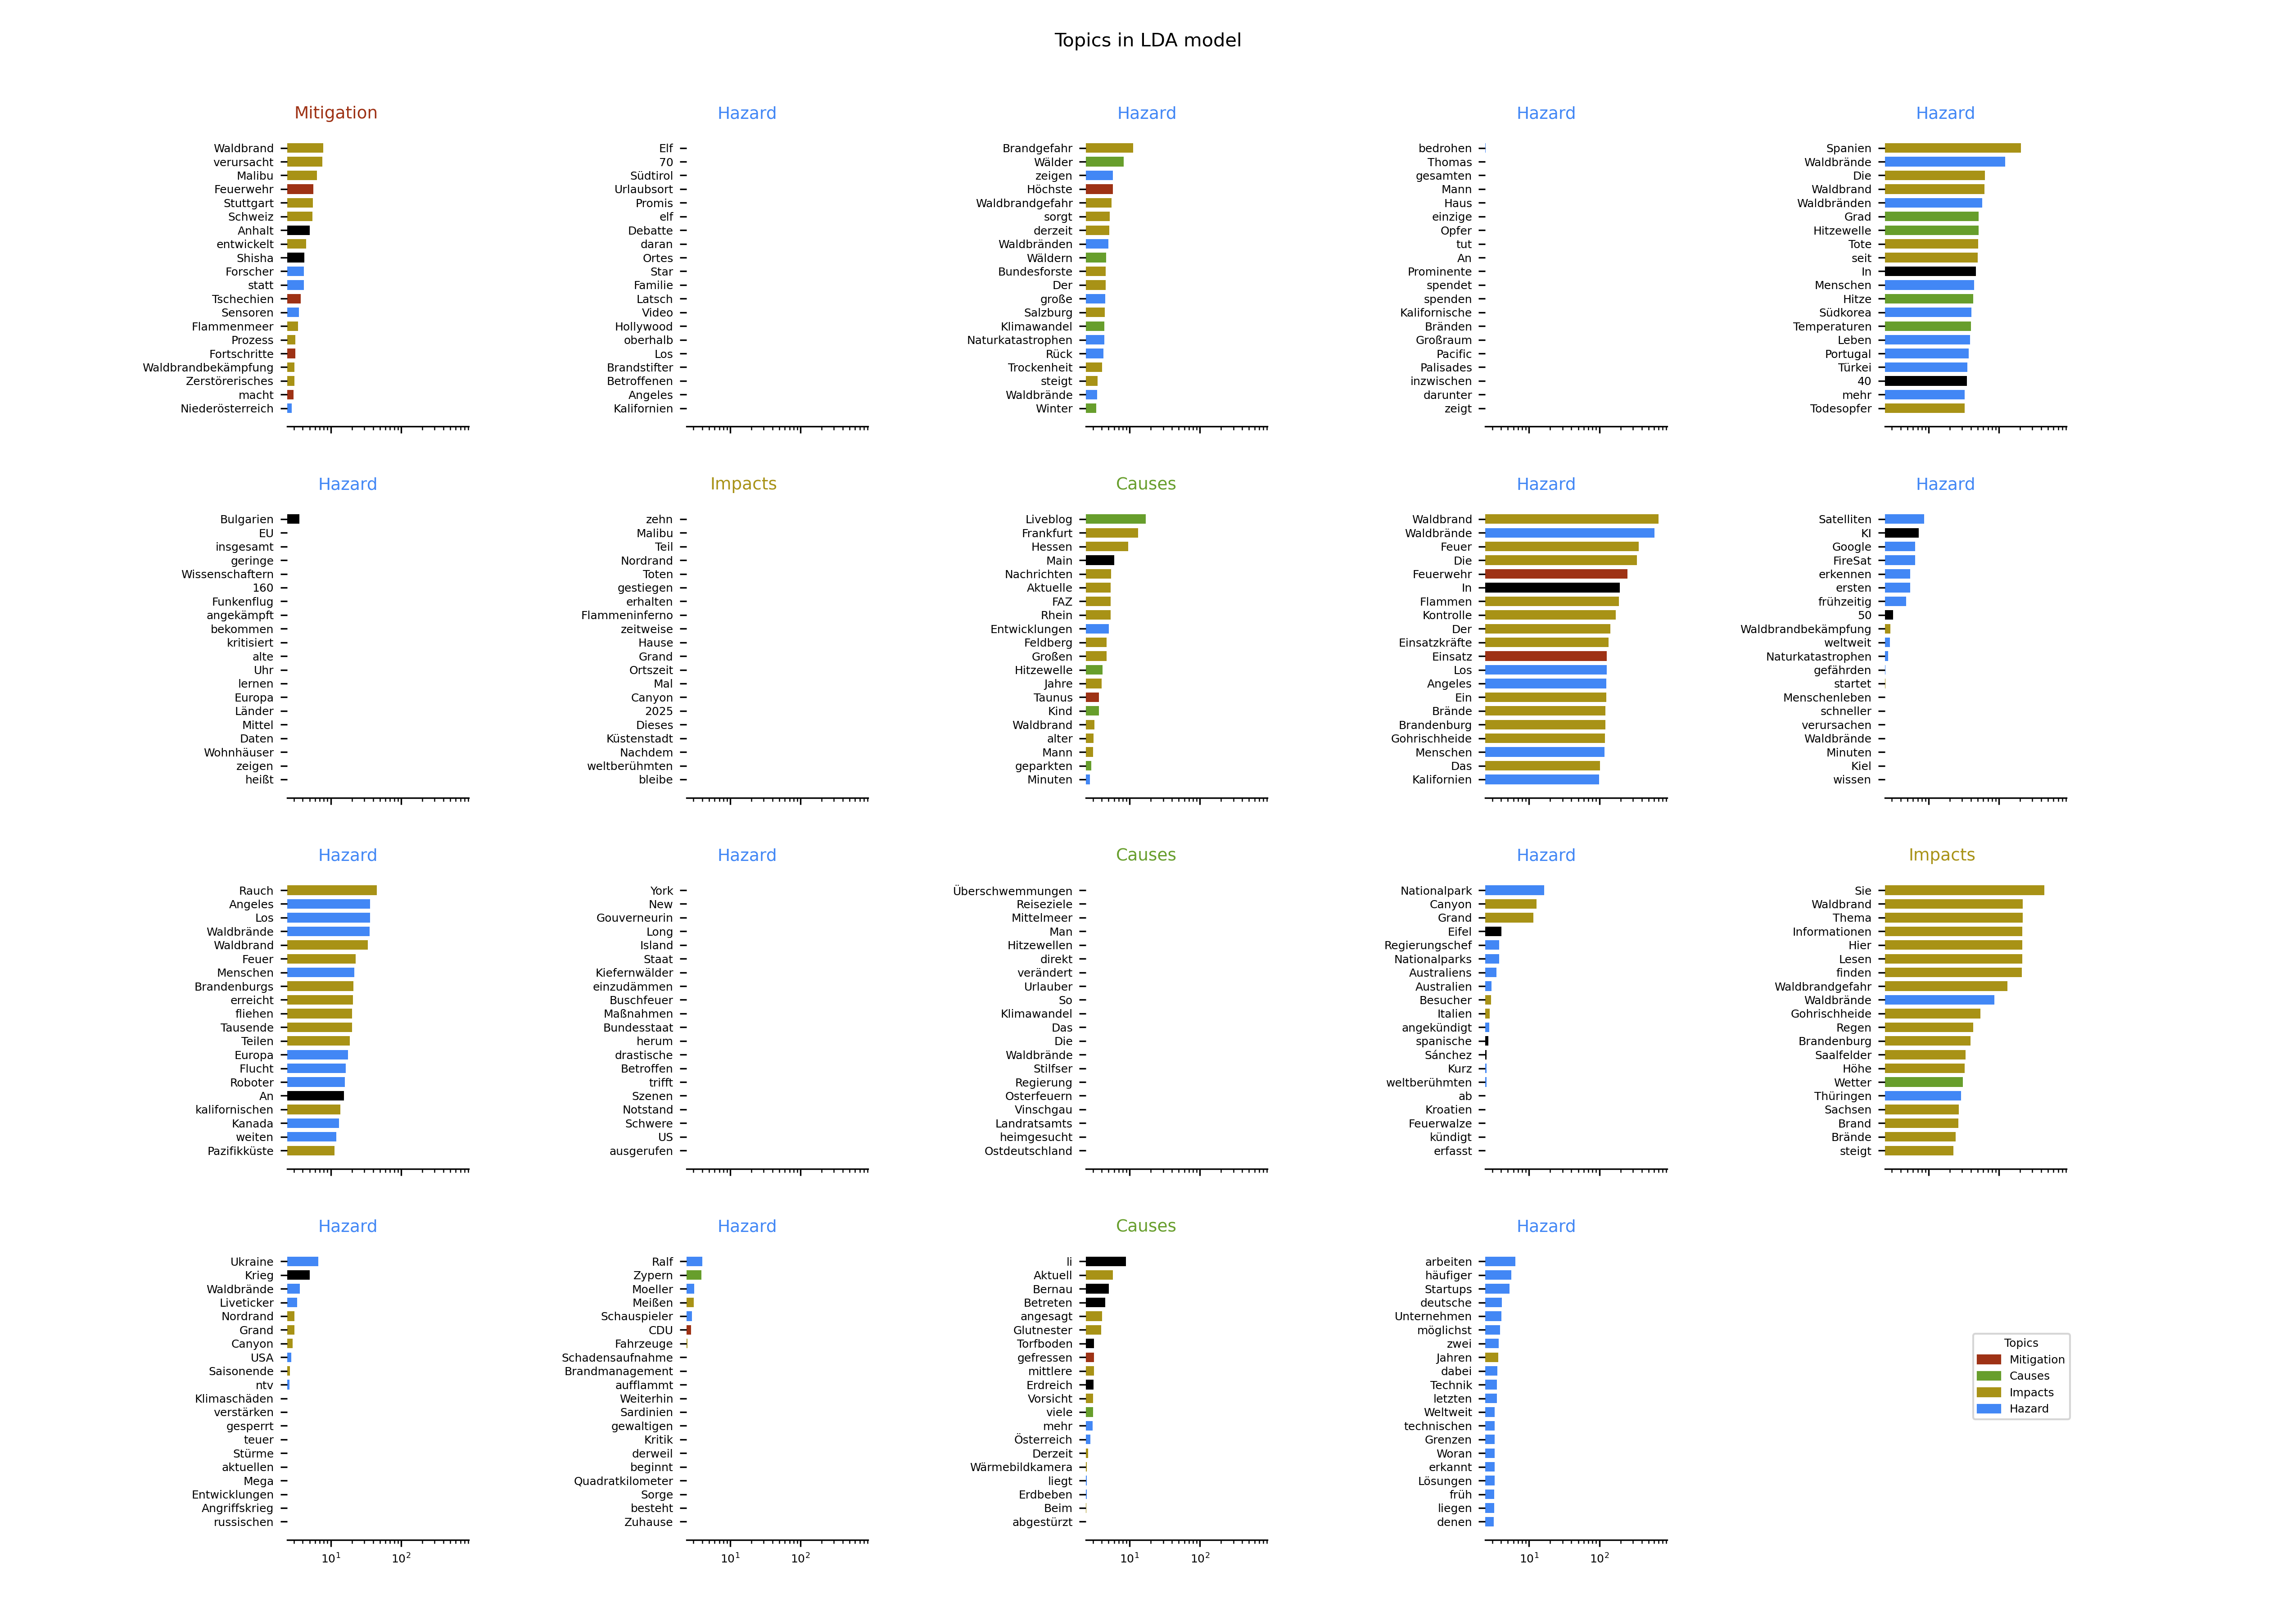 Topics in LDA model
Mitigation
Waldbrand
verursacht
Malibu
Feuerwehr
Stuttgart
Schweiz
Anhalt
entwickelt
Shisha
Forscher
statt
Tschechien
Sensoren
Flammenmeer
Prozess
Fortschritte
Waldbrandbekämpfung
Zerstörerisches
macht
Niederösterreich
Hazard
Elf
70
Südtirol
Urlaubsort
Promis
elf
Debatte
daran
Ortes
Star
Familie
Latsch
Video
Hollywood
oberhalb
Los
Brandstifter
Betroffenen
Angeles
Kalifornien
Hazard
Brandgefahr
Wälder
zeigen
Höchste
Waldbrandgefahr
sorgt
derzeit
Waldbränden
Wäldern
Bundesforste
Der
große
Salzburg
Klimawandel
Naturkatastrophen
Rück
Trockenheit
steigt
Waldbrände
Winter
Hazard
bedrohen
Thomas
gesamten
Mann
Haus
einzige
Opfer
tut
An
Prominente
spendet
spenden
Kalifornische
Bränden
Großraum
Pacific
Palisades
inzwischen
darunter
zeigt
Hazard
Spanien
Waldbrände
Die
Waldbrand
Waldbränden
Grad
Hitzewelle
Tote
seit
In
Menschen
Hitze
Südkorea
Temperaturen
Leben
Portugal
Türkei
40
mehr
Todesopfer
Hazard
Bulgarien
EU
insgesamt
geringe
Wissenschaftern
160
Funkenflug
angekämpft
bekommen
kritisiert
alte
Uhr
lernen
Europa
Länder
Mittel
Daten
Wohnhäuser
zeigen
heißt
Impacts
zehn
Malibu
Teil
Nordrand
Toten
gestiegen
erhalten
Flammeninferno
zeitweise
Hause
Grand
Ortszeit
Mal
Canyon
2025
Dieses
Küstenstadt
Nachdem
weltberühmten
bleibe
Causes
Liveblog
Frankfurt
Hessen
Main
Nachrichten
Aktuelle
FAZ
Rhein
Entwicklungen
Feldberg
Großen
Hitzewelle
Jahre
Taunus
Kind
Waldbrand
alter
Mann
geparkten
Minuten
Hazard
Waldbrand
Waldbrände
Feuer
Die
Feuerwehr
In
Flammen
Kontrolle
Der
Einsatzkräfte
Einsatz
Los
Angeles
Ein
Brände
Brandenburg
Gohrischheide
Menschen
Das
Kalifornien
Hazard
Satelliten
KI
Google
FireSat
erkennen
ersten
frühzeitig
50
Waldbrandbekämpfung
weltweit
Naturkatastrophen
gefährden
startet
Menschenleben
schneller
verursachen
Waldbrände
Minuten
Kiel
wissen
Hazard
Rauch
Angeles
Los
Waldbrände
Waldbrand
Feuer
Menschen
Brandenburgs
erreicht
fliehen
Tausende
Teilen
Europa
Flucht
Roboter
An
kalifornischen
Kanada
weiten
Pazifikküste
Hazard
York
New
Gouverneurin
Long
Island
Staat
Kiefernwälder
einzudämmen
Buschfeuer
Maßnahmen
Bundesstaat
herum
drastische
Betroffen
trifft
Szenen
Notstand
Schwere
US
ausgerufen
Causes
Überschwemmungen
Reiseziele
Mittelmeer
Man
Hitzewellen
direkt
verändert
Urlauber
So
Klimawandel
Das
Die
Waldbrände
Stilfser
Regierung
Osterfeuern
Vinschgau
Landratsamts
heimgesucht
Ostdeutschland
Hazard
Nationalpark
Canyon
Grand
Eifel
Regierungschef
Nationalparks
Australiens
Australien
Besucher
Italien
angekündigt
spanische
Sánchez
Kurz
weltberühmten
ab
Kroatien
Feuerwalze
kündigt
erfasst
Impacts
Sie
Waldbrand
Thema
Informationen
Hier
Lesen
finden
Waldbrandgefahr
Waldbrände
Gohrischheide
Regen
Brandenburg
Saalfelder
Höhe
Wetter
Thüringen
Sachsen
Brand
Brände
steigt
Hazard
Ukraine
Krieg
Waldbrände
Liveticker
Nordrand
Grand
Canyon
USA
Saisonende
ntv
Klimaschäden
verstärken
gesperrt
teuer
Stürme
aktuellen
Mega
Entwicklungen
Angriffskrieg
russischen
10¹ 10²
Hazard
Ralf
Zypern
Moeller
Meißen
Schauspieler
CDU
Fahrzeuge
Schadensaufnahme
Brandmanagement
aufflammt
Weiterhin
Sardinien
gewaltigen
Kritik
derweil
beginnt
Quadratkilometer
Sorge
besteht
Zuhause
10¹ 10²
Causes
li
Aktuell
Bernau
Betreten
angesagt
Glutnester
Torfboden
gefressen
mittlere
Erdreich
Vorsicht
viele
mehr
Österreich
Derzeit
Wärmebildkamera
liegt
Erdbeben
Beim
abgestürzt
10¹ 10²
Hazard
arbeiten
häufiger
Startups
deutsche
Unternehmen
möglichst
zwei
Jahren
dabei
Technik
letzten
Weltweit
technischen
Grenzen
Woran
erkannt
Lösungen
früh
liegen
denen
10¹ 10²
Topics
Mitigation
Causes
Impacts
Hazard